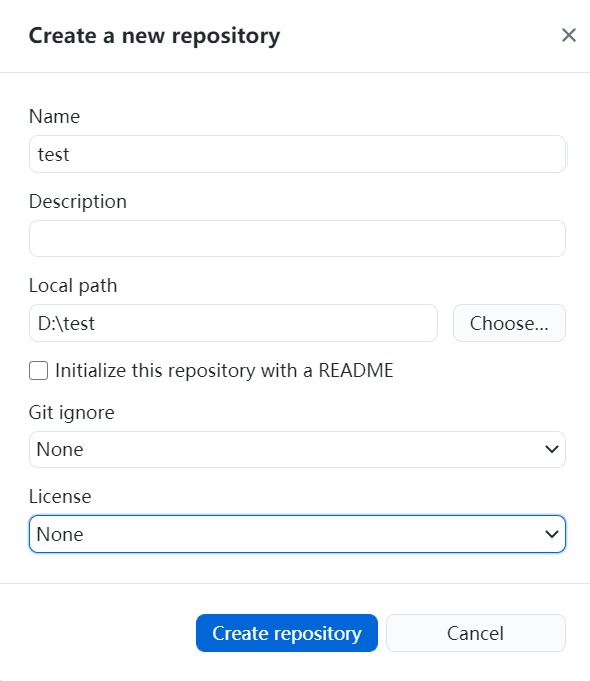 Create a new repository
Name
test
Description
Local path
D:\test
Choose...
Initialize this repository with a README
Git ignore
None
License
None
Create repository
Cancel